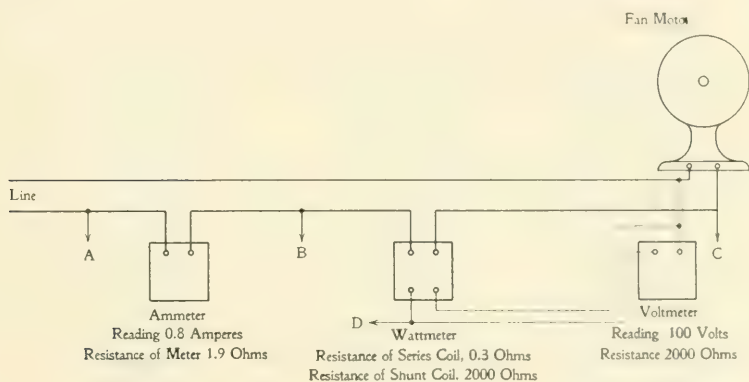 Fan Motor
Line
A
B
C
D
Ammeter
Reading 0.8 Amperes
Resistance of Meter 1.9 Ohms
Wattmeter
Resistance of Series Coil, 0.3 Ohms
Resistance of Shunt Coil. 2000 Ohms
Voltmeter
Reading 100 Volts
Resistance 2000 Ohms